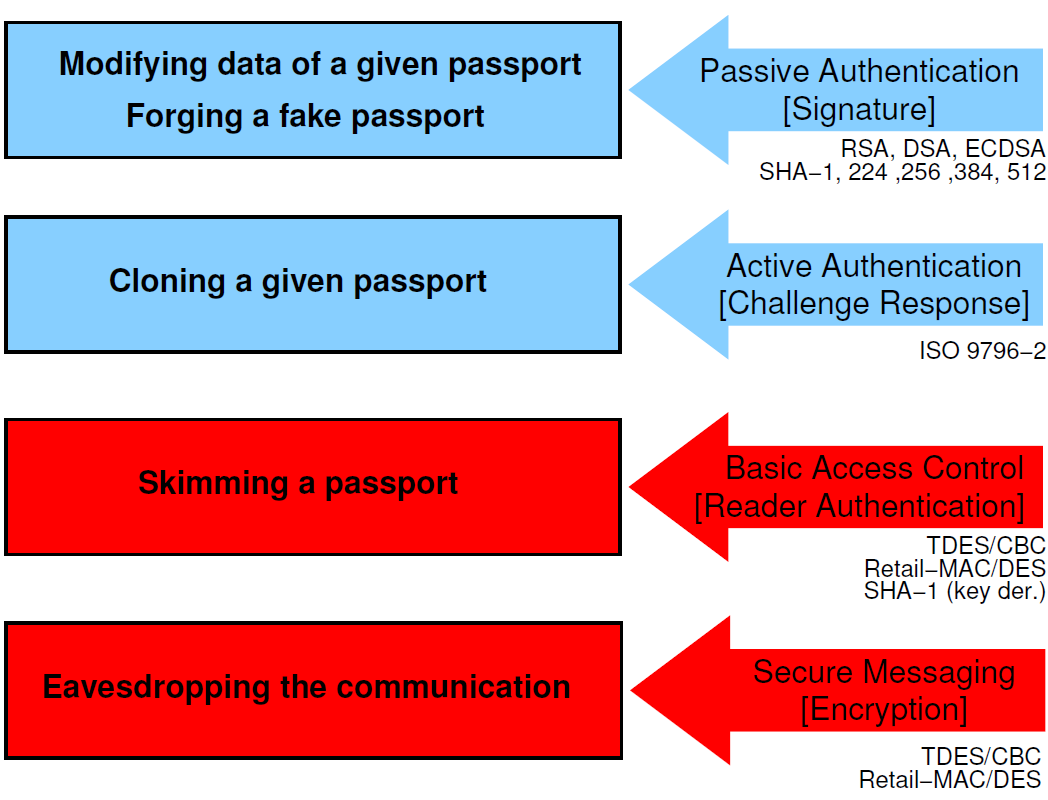 Modifying data of a given passport
Forging a fake passport
Passive Authentication
[Signature]
RSA, DSA, ECDSA
SHA−1, 224 ,256 ,384, 512
Cloning a given passport
Active Authentication
[Challenge Response]
ISO 9796−2
Skimming a passport
Basic Access Control
[Reader Authentication]
TDES/CBC
Retail−MAC/DES
SHA−1 (key der.)
Eavesdropping the communication
Secure Messaging
[Encryption]
TDES/CBC
Retail−MAC/DES